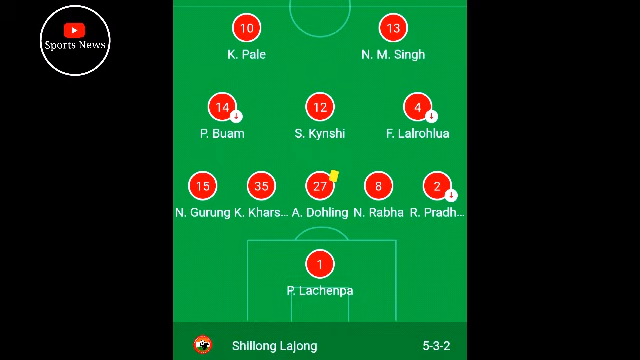 Sports News
10 13
K. Pale N. M. Singh
14 12 4
P. Buam S. Kynshi F. Lalrohlua
15 35 27 8 2
N. Gurung K. Khars... A. Dohling N. Rabha R. Pradh...
1
P. Lachenpa
Shillong Lajong 5-3-2